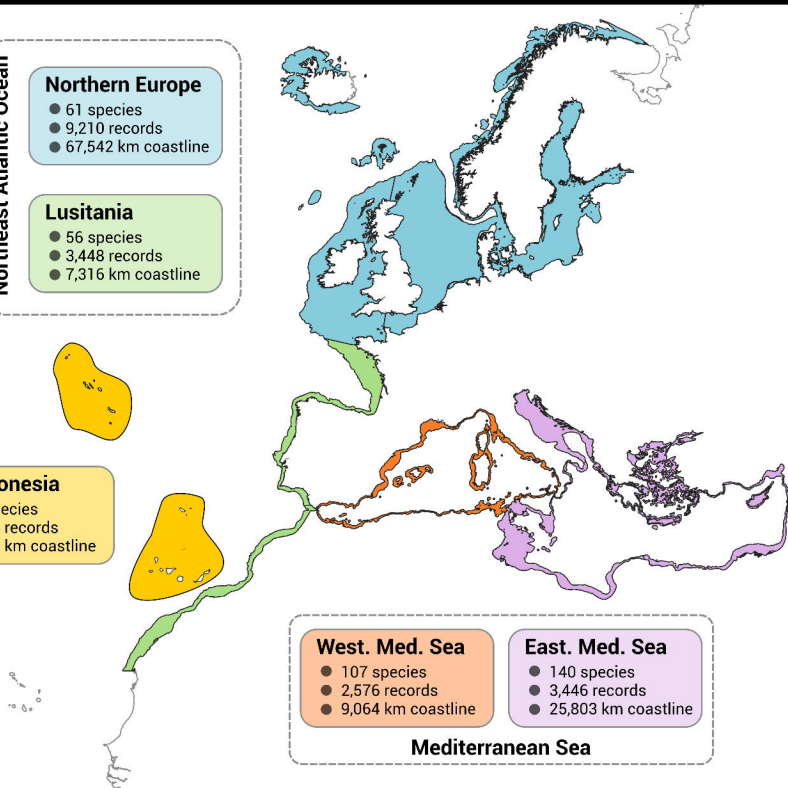 Northeast Atlantic Ocean
Northern Europe
● 61 species
● 9,210 records
● 67,542 km coastline
Lusitania
● 56 species
● 3,448 records
● 7,316 km coastline
onesia
ecies
records
km coastline
West. Med. Sea
● 107 species
● 2,576 records
● 9,064 km coastline
East. Med. Sea
● 140 species
● 3,446 records
● 25,803 km coastline
Mediterranean Sea